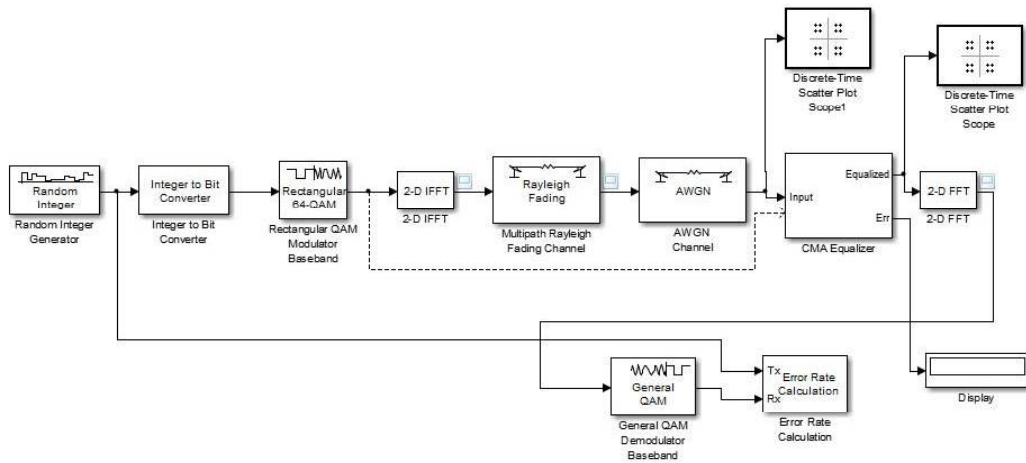 Discrete-Time
Scatter Plot
Scope1
Discrete-Time
Scatter Plot
Scope
Random
Integer
Random Integer
Generator
Integer to Bit
Converter
Integer to Bit
Converter
Rectangular
64-QAM
Rectangular QAM
Modulator
Baseband
2-D IFFT
2-D IFFT
Rayleigh
Fading
Multipath Rayleigh
Fading Channel
AWGN
AWGN
Channel
Input
Equalized
Err
CMA Equalizer
2-D FFT
2-D FFT
General
QAM
General QAM
Demodulator
Baseband
Tx
Rx
Error Rate
Calculation
Error Rate
Calculation
Display